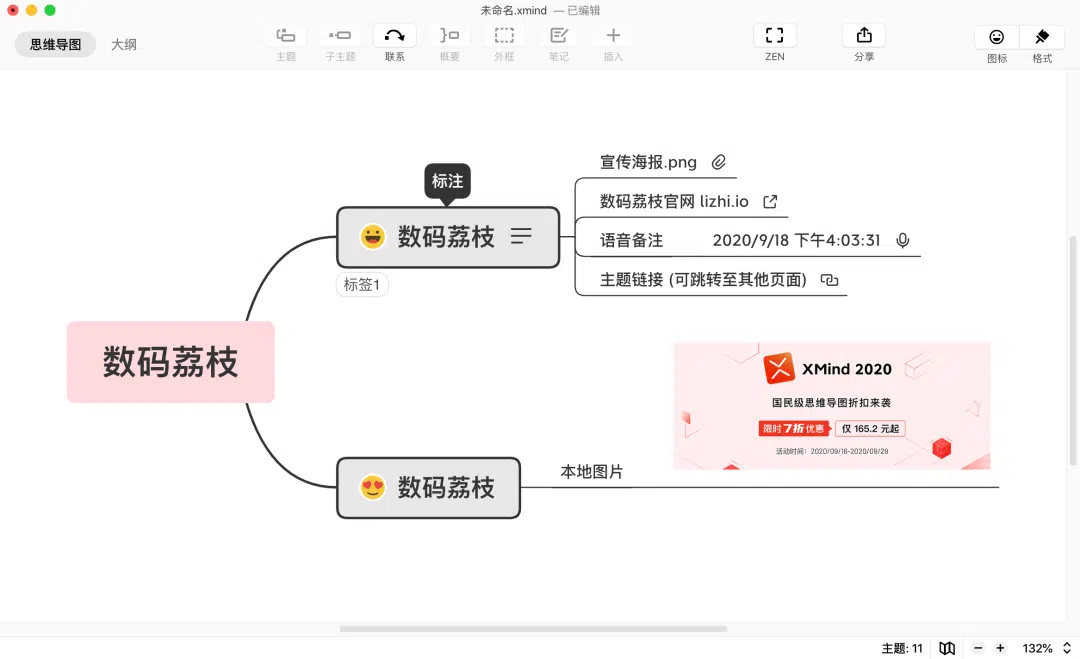 未命名.xmind — 已编辑
思维导图 大纲
主题 子主题 联系 概要 外框 笔记 插入 ZEN 分享 图标 格式
宣传海报.png
标注
数码荔枝官网 lizhi.io
数码荔枝
语音备注 2020/9/18 下午4:03:31
主题链接 (可跳转至其他页面)
标签1
数码荔枝
XMind 2020
国民级思维导图折扣来袭
限时7折优惠 仅 165.2 元起
活动时间：2020/09/16-2020/09/29
本地图片
数码荔枝
主题: 11 132%